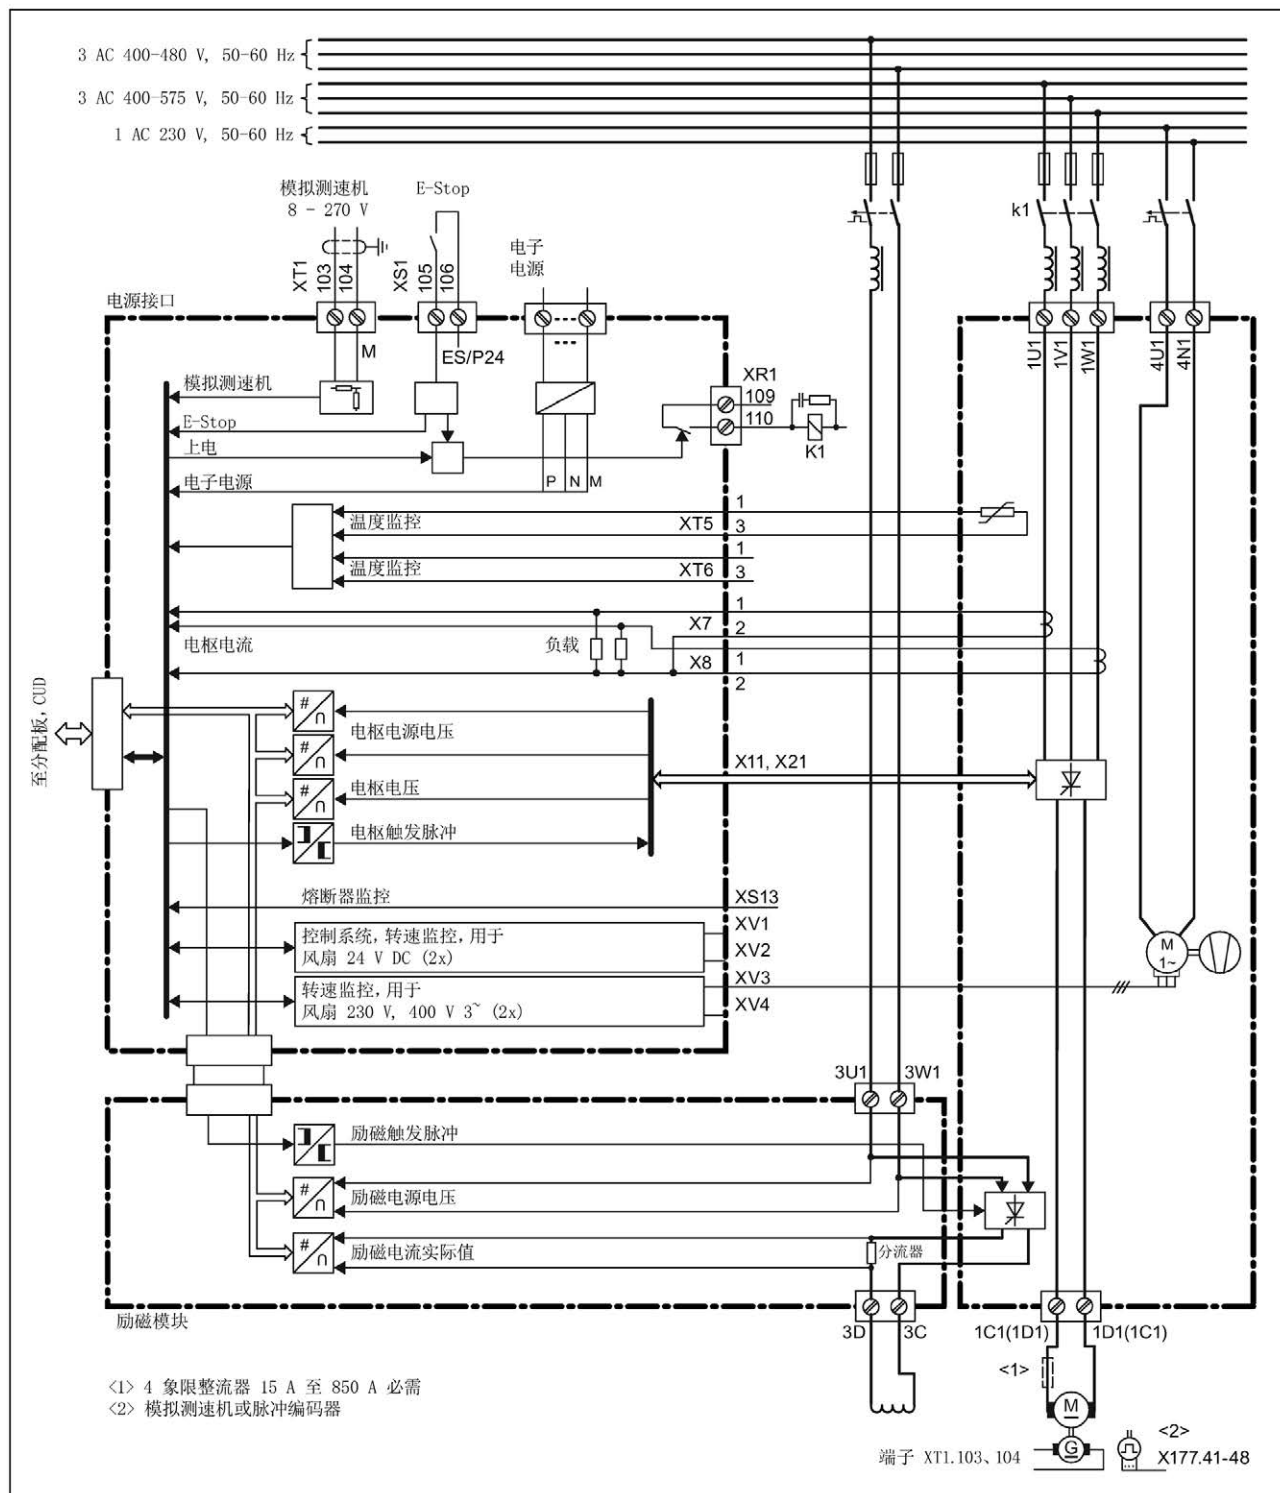 3 AC 400-480 V, 50-60 Hz
3 AC 400-575 V, 50-60 Hz
1 AC 230 V, 50-60 Hz
模拟测速机
8 - 270 V
E-Stop
k1
XT1
103
104
XS1
105
106
电子
电源
电源接口
M
ES/P24
1U1
1V1
1W1
4U1
4N1
模拟测速机
XR1
109
110
E-Stop
上电
K1
电子电源
P N M
温度监控
XT5
1
3
温度监控
XT6
1
3
电枢电流
负载
X7
1
2
X8
1
2
至分配板, CUD
#
∩
电枢电源电压
#
∩
X11, X21
#
∩
电枢电压
电枢触发脉冲
熔断器监控
XS13
控制系统, 转速监控, 用于
风扇 24 V DC (2x)
XV1
XV2
M
1~
转速监控, 用于
风扇 230 V, 400 V 3~ (2x)
XV3
XV4
3U1
3W1
励磁触发脉冲
#
∩
励磁电源电压
#
∩
励磁电流实际值
分流器
励磁模块
3D
3C
1C1(1D1)
1D1(1C1)
<1>
<1> 4 象限整流器 15 A 至 850 A 必需
<2> 模拟测速机或脉冲编码器
M
G
<2>
端子 XT1.103、104
X177.41-48